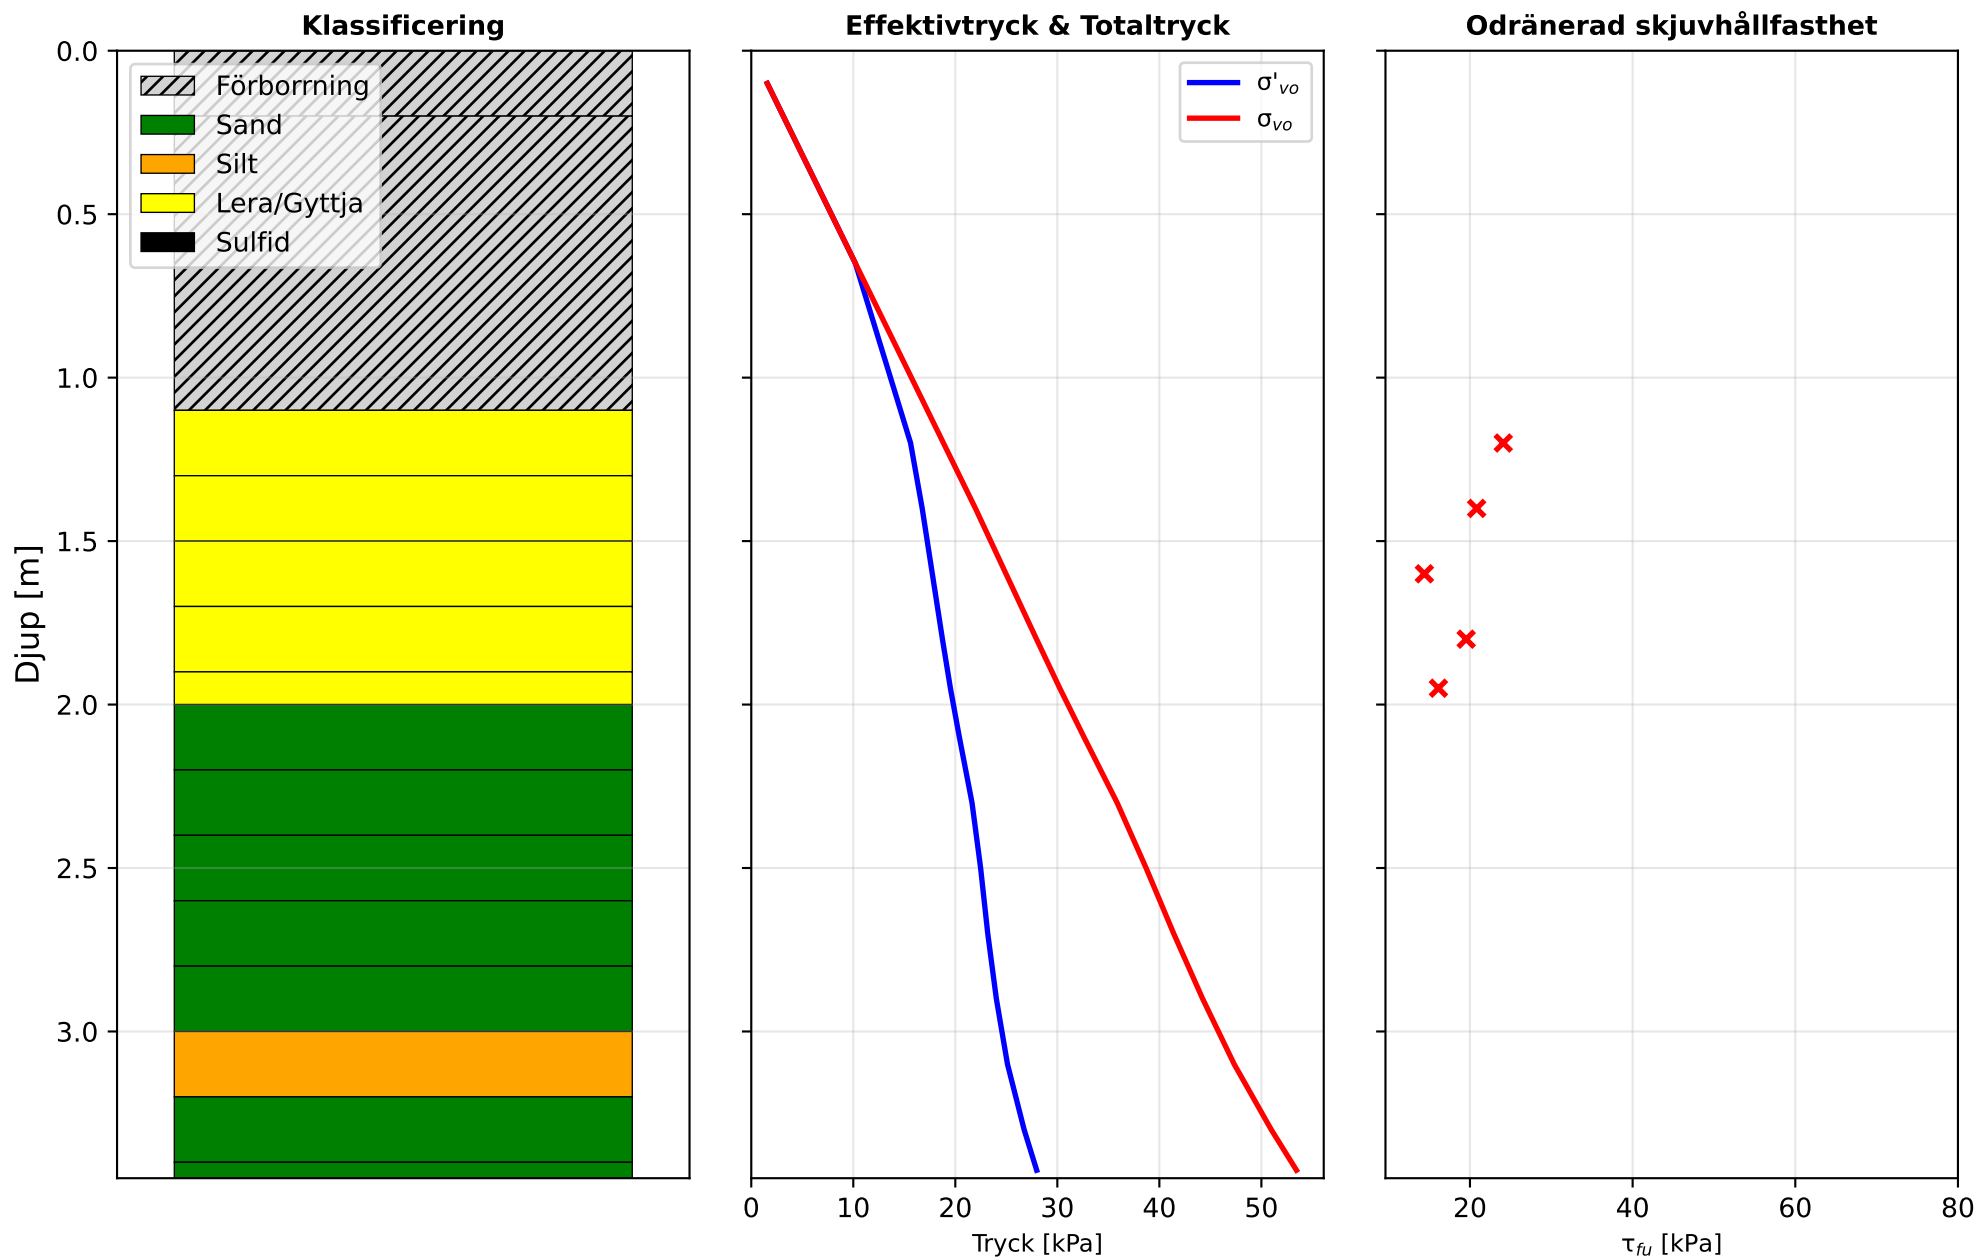 Klassificering
Effektivtryck & Totaltryck
Odränerad skjuvhållfasthet
Förborrning
Sand
Silt
Lera/Gyttja
Sulfid
σ'vo
σvo
Djup [m]
0.0
0.5
1.0
1.5
2.0
2.5
3.0
0 10 20 30 40 50
Tryck [kPa]
20 40 60 80
τfu [kPa]